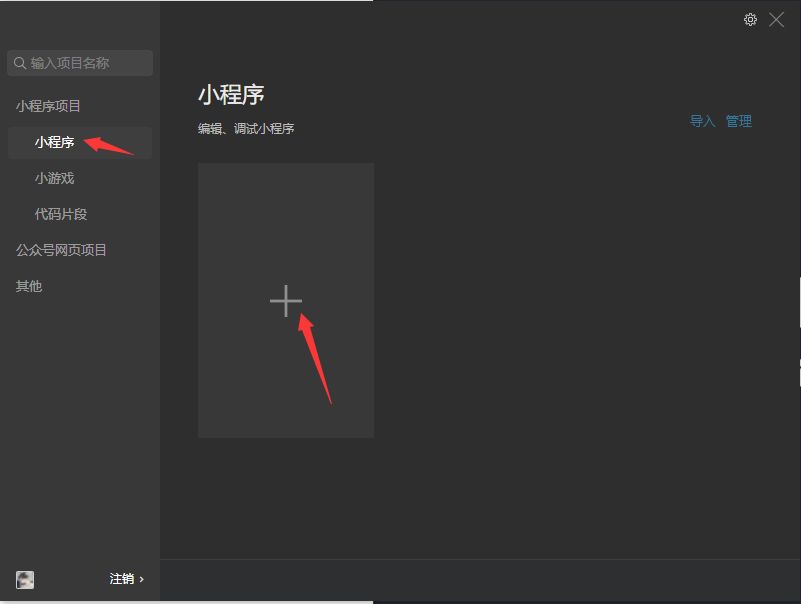 输入项目名称
小程序项目
小程序
小游戏
代码片段
公众号网页项目
其他
注销 ›
小程序
编辑、调试小程序
导入 管理